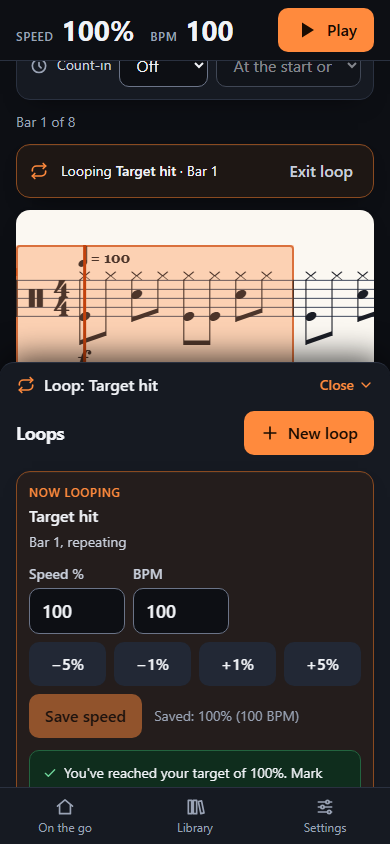 SPEED 100% BPM 100 Play
Count-in Off At the start or
Bar 1 of 8
Looping Target hit · Bar 1 Exit loop
= 100
4
4
f
Loop: Target hit Close
Loops New loop
NOW LOOPING
Target hit
Bar 1, repeating
Speed % BPM
100 100
−5% −1% +1% +5%
Save speed Saved: 100% (100 BPM)
You've reached your target of 100%. Mark
On the go Library Settings